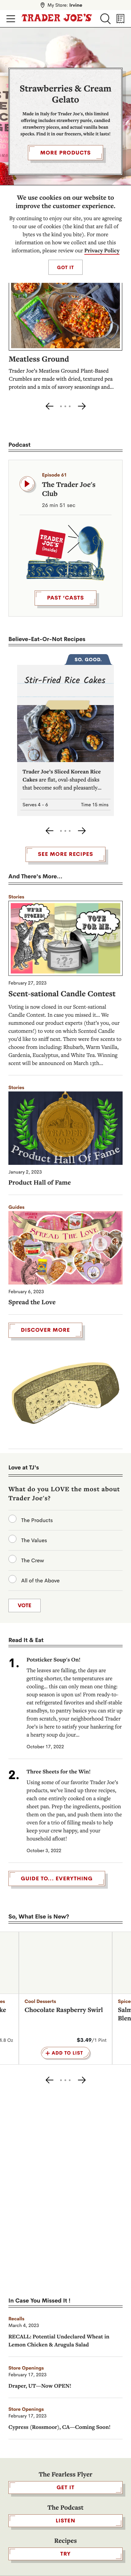 My Store: Irvine
TRADER JOE'S
Strawberries & Cream
Gelato
Made in Italy for Trader Joe's, this limited
offering includes strawberry puree, candied
strawberry pieces, and actual vanilla bean
specks. Find it in our freezers, while it lasts!
MORE PRODUCTS
We use cookies on our website to
improve the customer experience.
By continuing to enjoy our site, you are agreeing
to our use of cookies (the kind that are full of
bytes vs the kind you bite). For more
information on how we collect and use this
information, please review our Privacy Policy
GOT IT
Meatless Ground
Trader Joe's Meatless Ground Plant-Based
Crumbles are made with dried, textured pea
protein and a mix of savory seasonings and...
Podcast
Episode 61
The Trader Joe's
Club
26 min 51 sec
TRADER
JOE'S
(Inside)
PAST 'CASTS
Believe-Eat-Or-Not Recipes
SO. GOOD.
Stir-Fried Rice Cakes
Trader Joe's Sliced Korean Rice
Cakes are flat, oval-shaped disks
that become soft and pleasantly...
Serves 4 - 6
Time 15 mins
SEE MORE RECIPES
And There's More...
Stories
WE'RE
STOKED!
VOTE FOR
ME.
February 27, 2023
Scent-sational Candle Contest
Voting is now closed in our Scent-sational
Candle Contest. In case you missed it... We
summoned our product experts (that's you, our
customers) to vote on which Scented Candle
you'd like to sniff next. There were five scents to
choose from including: Rhubarb, Warm Vanilla,
Gardenia, Eucalyptus, and White Tea. Winning
scent will be announced on March 13th...
Stories
Product Hall Of Fame
January 2, 2023
Product Hall of Fame
Guides
SPREAD THE LOVE
February 6, 2023
Spread the Love
DISCOVER MORE
Love at TJ's
What do you LOVE the most about
Trader Joe's?
The Products
The Values
The Crew
All of the Above
VOTE
Read It & Eat
1.
Potsticker Soup's On!
The leaves are falling, the days are
getting shorter, the temperatures are
cooling... this can only mean one thing:
soup season is upon us! From ready-to-
eat refrigerated favorites and shelf stable
standbys, to pantry bases you can stir up
from scratch, your neighborhood Trader
Joe's is here to satisfy your hankering for
a hearty soup du jour...
October 17, 2022
2.
Three Sheets for the Win!
Using some of our favorite Trader Joe's
products, we've lined up three recipes,
each one entirely cooked on a single
sheet pan. Prep the ingredients, position
them on the pan, and push them into the
oven for a trio of filling meals to help
keep your crew happy, and your
household afloat!
October 3, 2022
GUIDE TO... EVERYTHING
So, What Else is New?
Cool Desserts
Chocolate Raspberry Swirl
$3.49/1 Pint
+ ADD TO LIST
In Case You Missed It !
Recalls
March 4, 2023
RECALL: Potential Undeclared Wheat in
Lemon Chicken & Arugula Salad
Store Openings
February 17, 2023
Draper, UT—Now OPEN!
Store Openings
February 17, 2023
Cypress (Rossmoor), CA—Coming Soon!
The Fearless Flyer
GET IT
The Podcast
LISTEN
Recipes
TRY